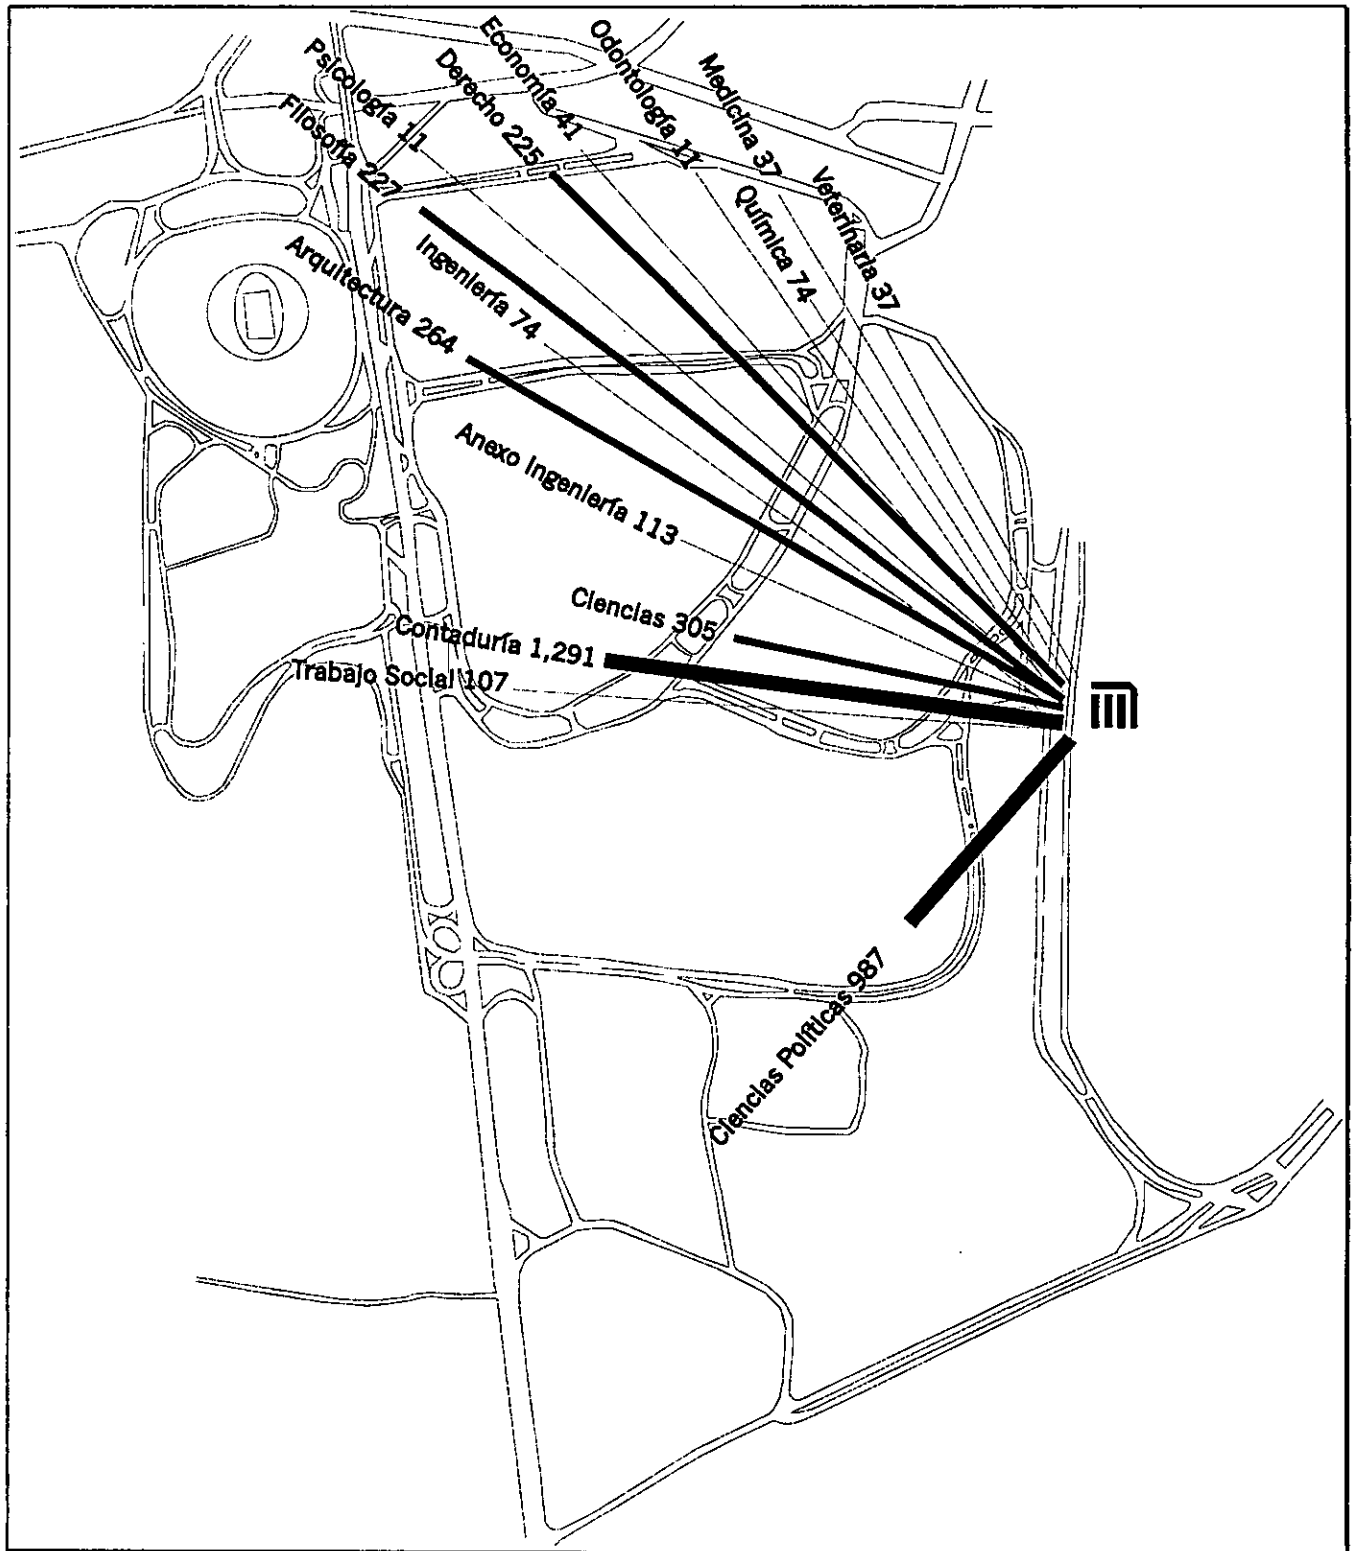 Psicología 11
Filosofía 227
Derecho 225
Economía 41
Odontología 11
Medicina 37
Veterinaria 37
Química 74
Ingeniería 74
Arquitectura 264
Anexo Ingeniería 113
Ciencias 305
Contaduría 1,291
Trabajo Social 107
Ciencias Políticas 987